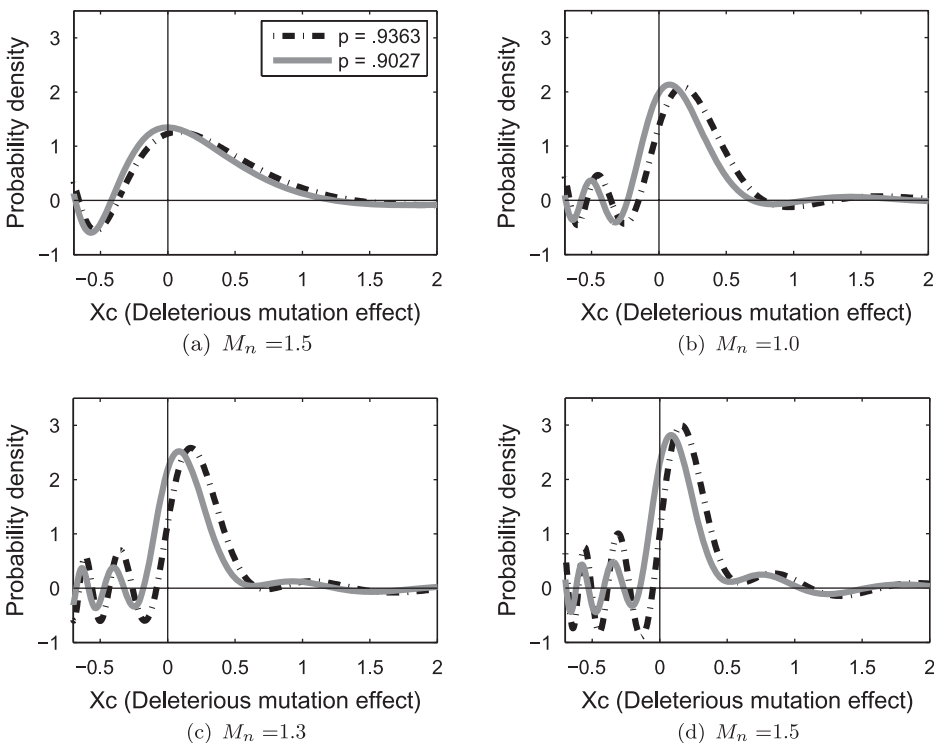 3
2
1
0
−1
−0.5 0 0.5 1 1.5 2
Probability density
Xc (Deleterious mutation effect)
p = .9363
p = .9027
(a) Mn =1.5
3
2
1
0
−1
−0.5 0 0.5 1 1.5 2
Probability density
Xc (Deleterious mutation effect)
(b) Mn =1.0
3
2
1
0
−1
−0.5 0 0.5 1 1.5 2
Probability density
Xc (Deleterious mutation effect)
(c) Mn =1.3
3
2
1
0
−1
−0.5 0 0.5 1 1.5 2
Probability density
Xc (Deleterious mutation effect)
(d) Mn =1.5